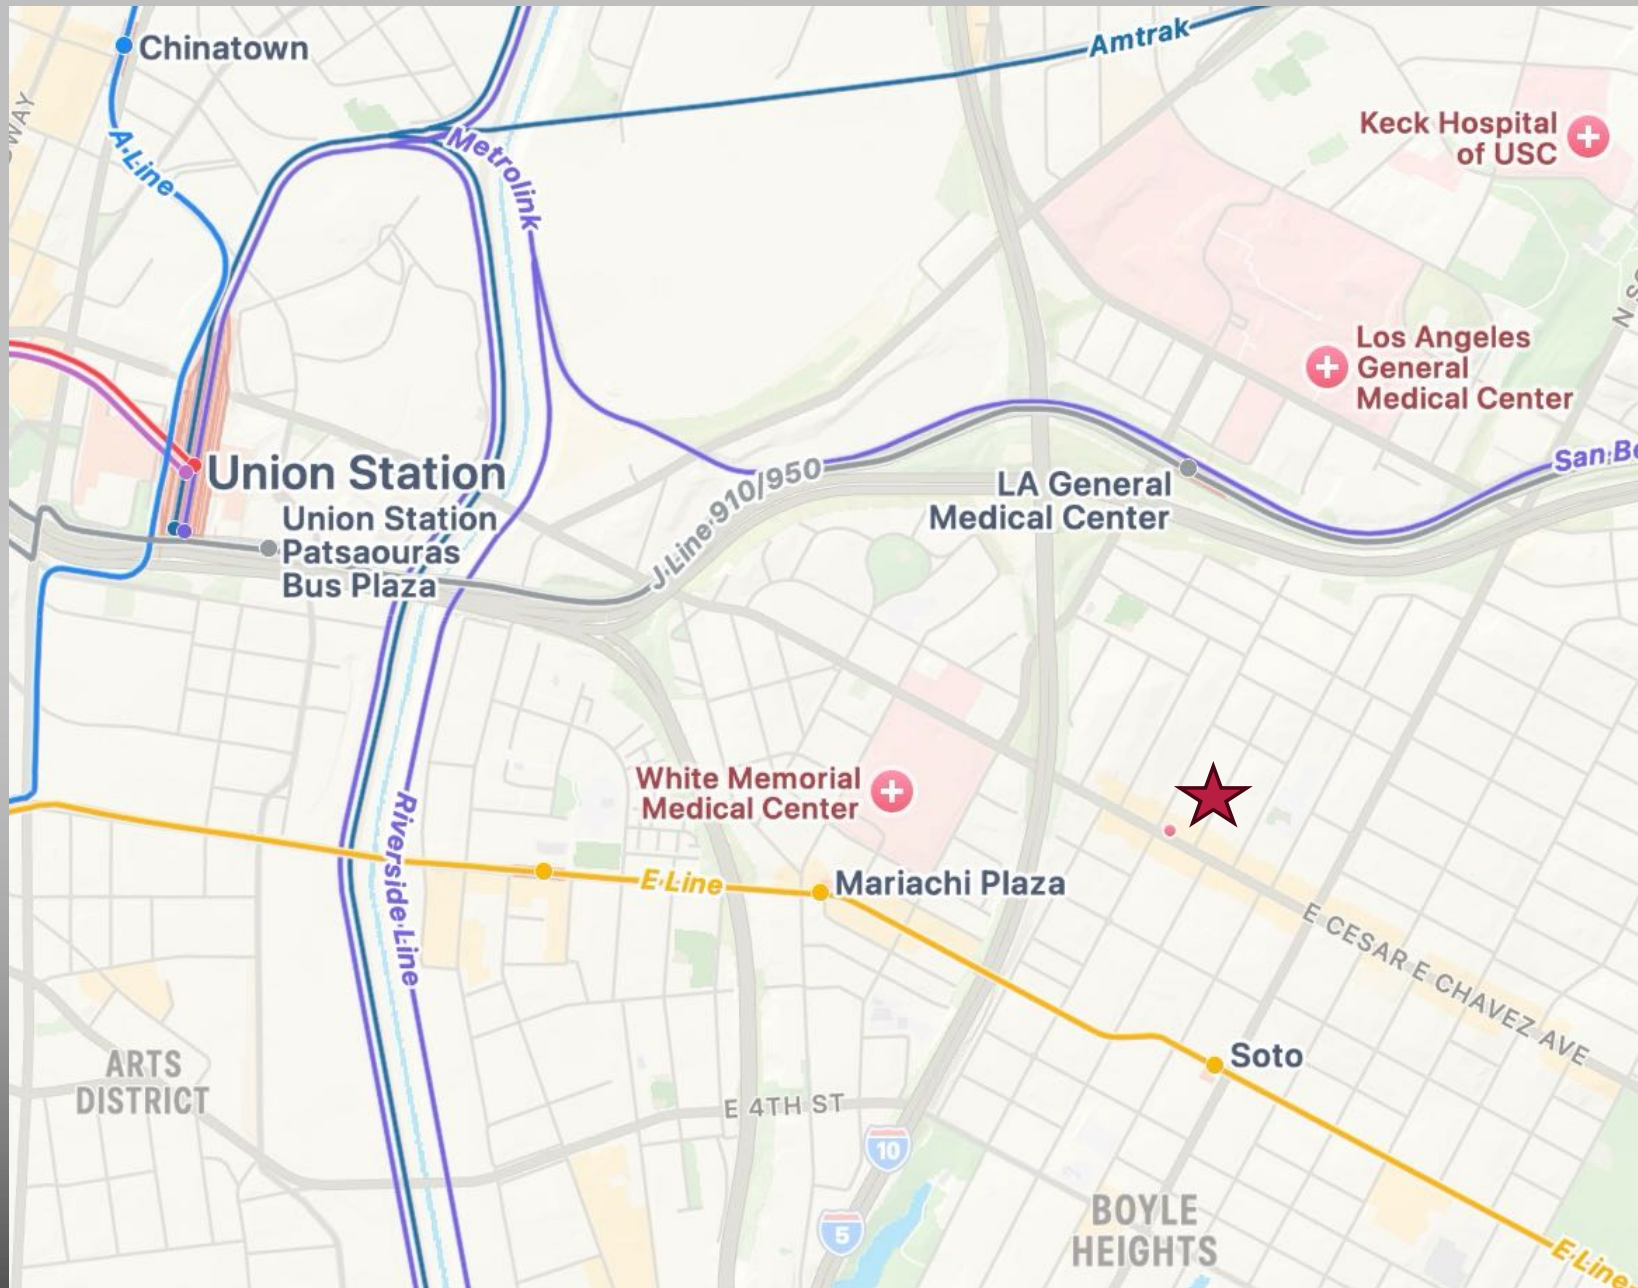 Chinatown
Amtrak
Keck Hospital
of USC
A Line
Metrolink
Los Angeles
General
Medical Center
Union Station
J Line 910/950
LA General
Medical Center
Union Station
Patsaouras
Bus Plaza
White Memorial
Medical Center
Riverside Line
E Line
Mariachi Plaza
E CESAR E CHAVEZ AVE
Soto
ARTS
DISTRICT
E 4TH ST
10
5
BOYLE
HEIGHTS
E Line